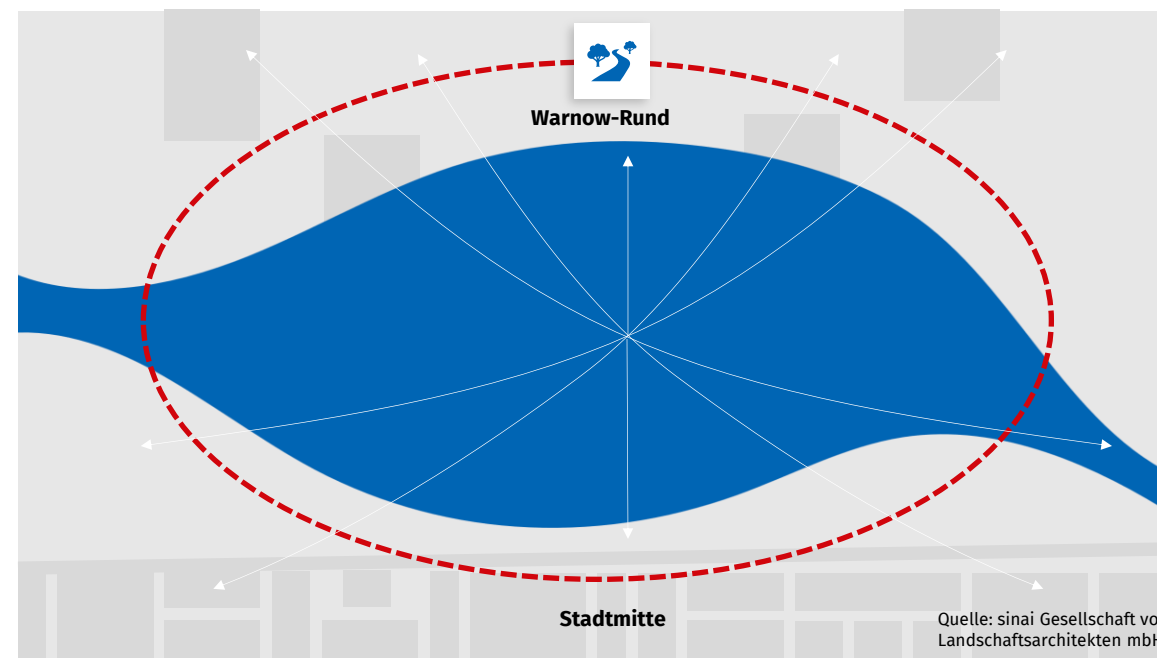 Warnow-Rund
Stadtmitte
Quelle: sinai Gesellschaft vo
Landschaftsarchitekten mbH